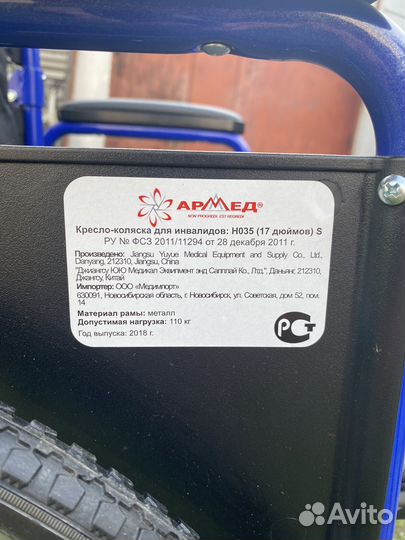 АРМЕД®
NON PROGREDI, EST REGREDI
Кресло-коляска для инвалидов: H035 (17 дюймов) S
РУ № ФСЗ 2011/11294 от 28 декабря 2011 г.
Произведено: Jiangsu Yuyue Medical Equipment and Supply Co., Ltd.,
Danyang, 212310, Jiangsu, China
"Джиангсу ЮЮ Медикал Эквипмент энд Сапплай Ко., Лтд.", Даньянг, 212310,
Джангсу, Китай
Импортер: ООО «Медимпорт»
630091, Новосибирская область, г. Новосибирск, ул. Советская, дом 52, пом.
14
Материал рамы: металл
Допустимая нагрузка: 110 кг
Год выпуска: 2018 г.
РСТ
Avito